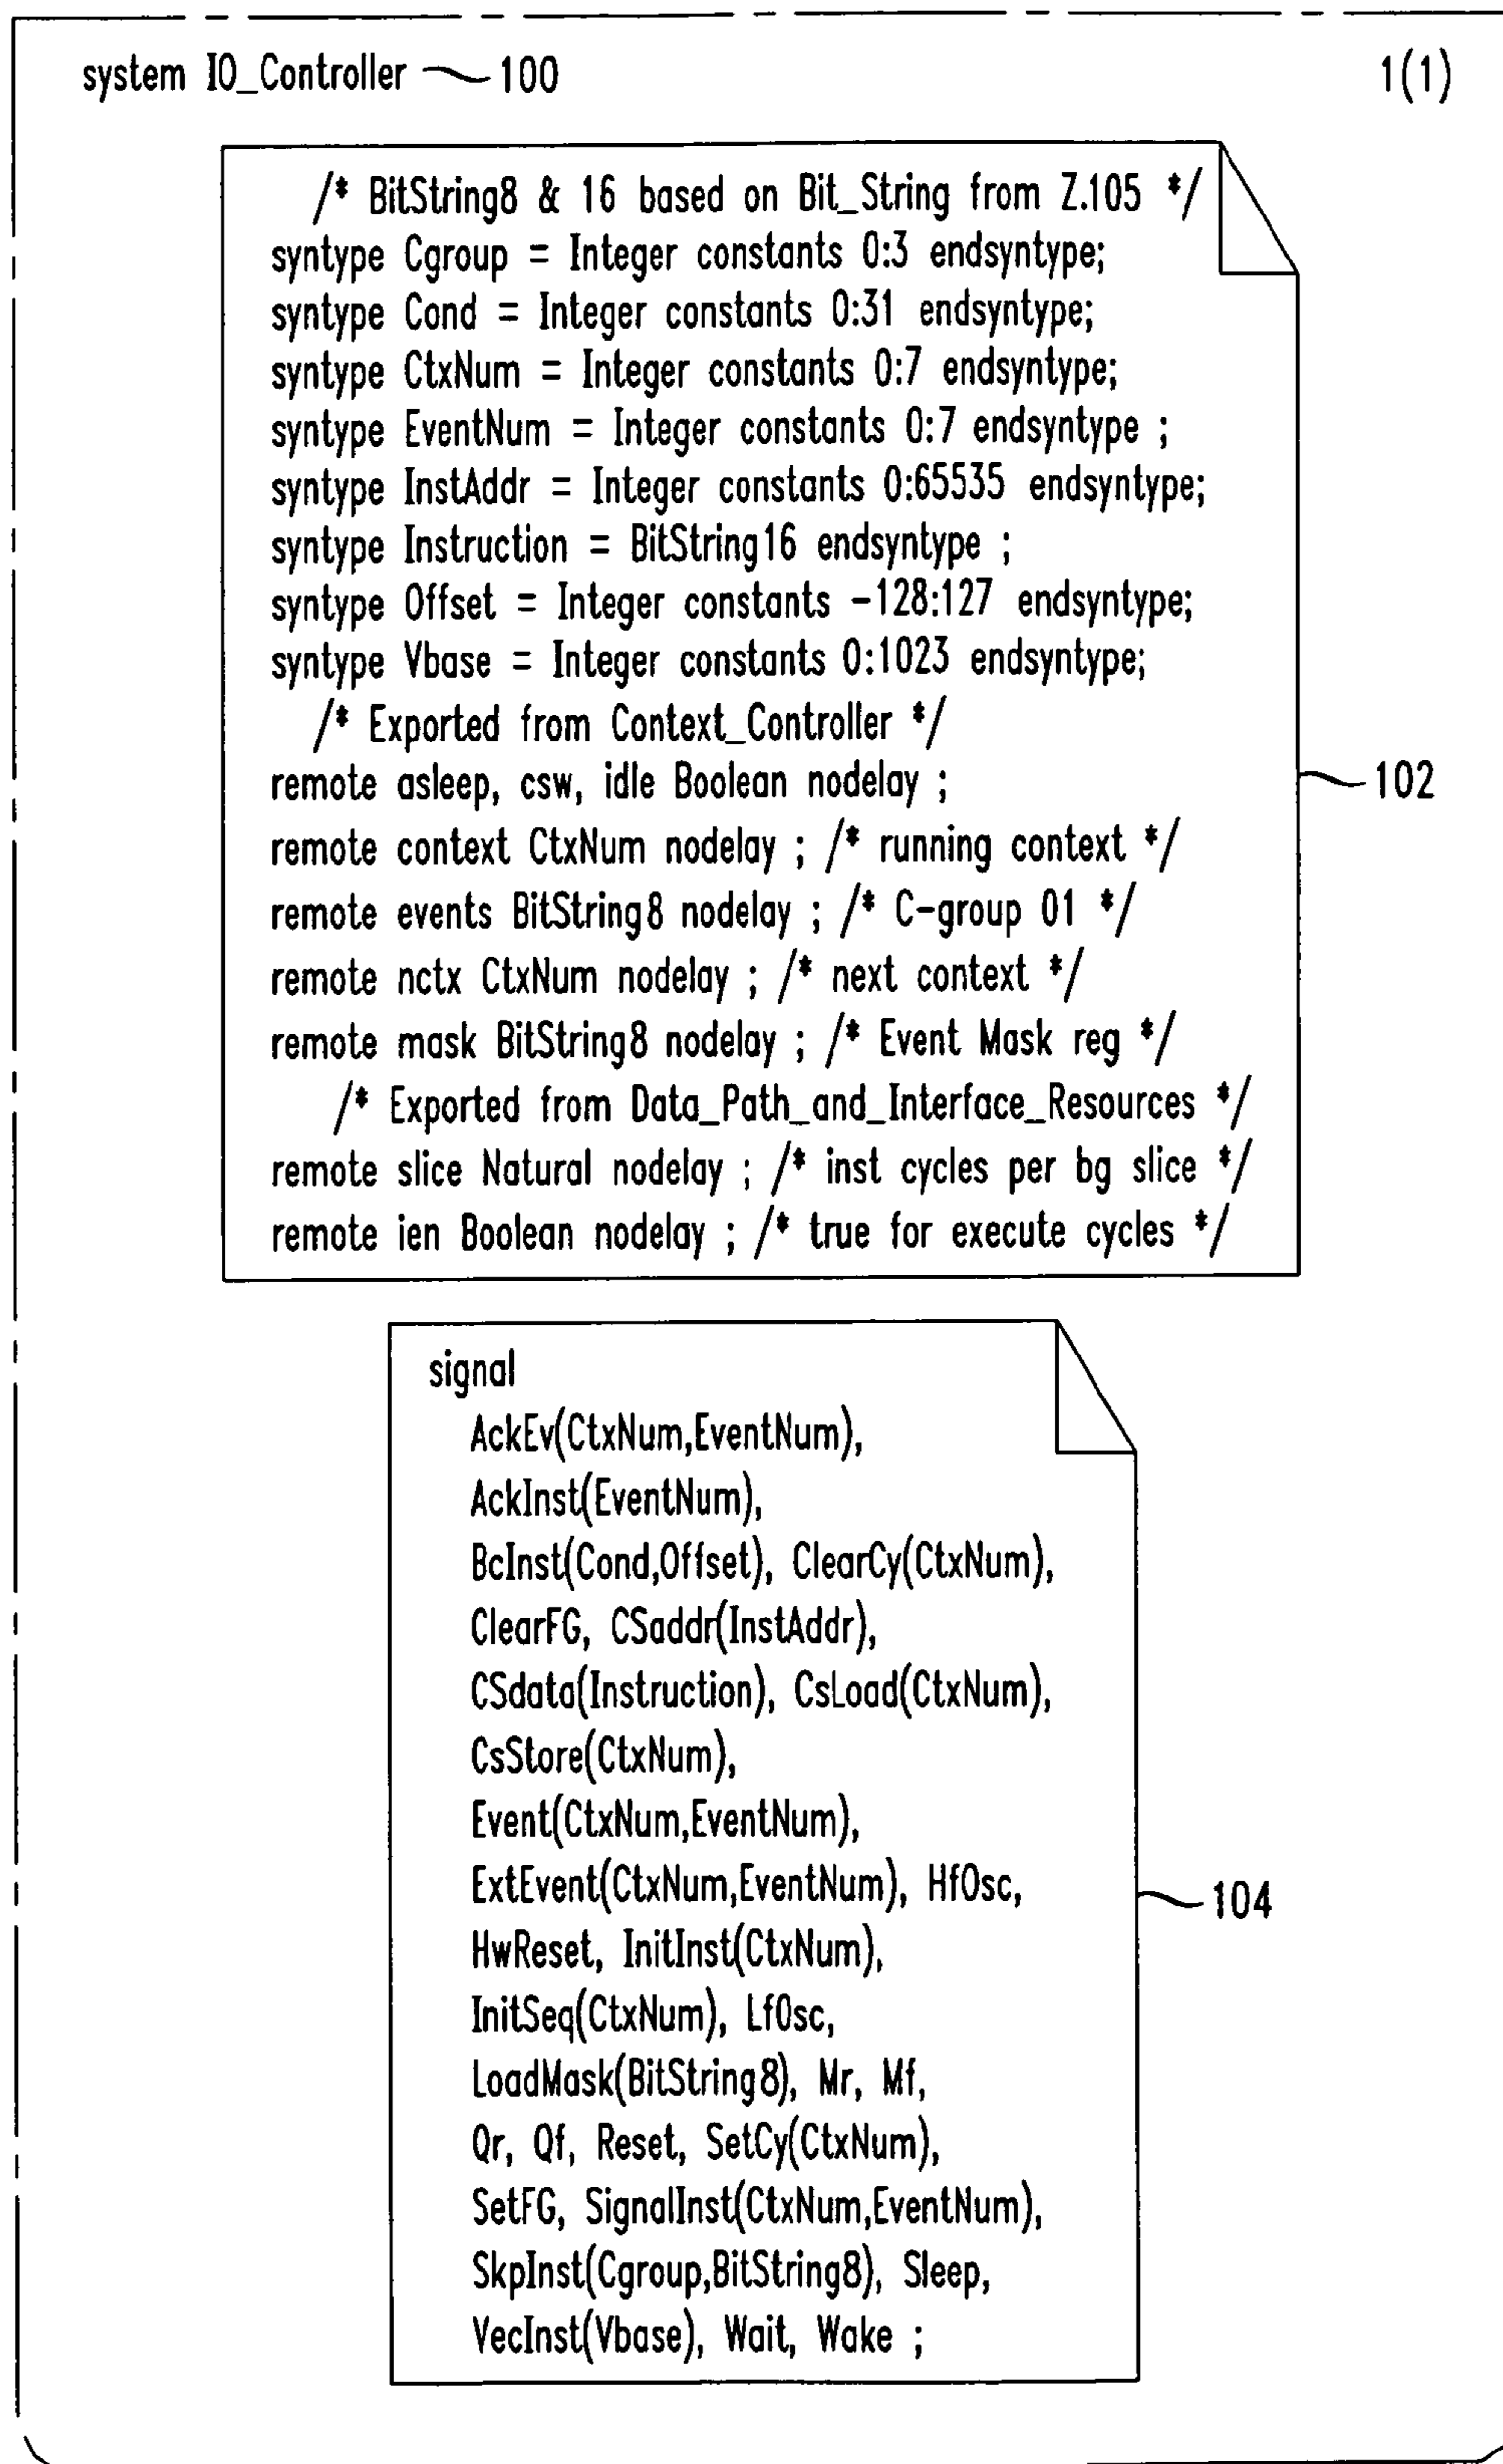 system IO_Controller 100 1(1)
/* BitString8 & 16 based on Bit_String from Z.105 */
syntype Cgroup = Integer constants 0:3 endsyntype;
syntype Cond = Integer constants 0:31 endsyntype;
syntype CtxNum = Integer constants 0:7 endsyntype;
syntype EventNum = Integer constants 0:7 endsyntype ;
syntype InstAddr = Integer constants 0:65535 endsyntype;
syntype Instruction = BitString16 endsyntype ;
syntype Offset = Integer constants -128:127 endsyntype;
syntype Vbase = Integer constants 0:1023 endsyntype;
/* Exported from Context_Controller */
remote asleep, csw, idle Boolean nodelay ;
102
remote context CtxNum nodelay ; /* running context */
remote events BitString8 nodelay ; /* C-group 01 */
remote nctx CtxNum nodelay ; /* next context */
remote mask BitString8 nodelay ; /* Event Mask reg */
/* Exported from Data_Path_and_Interface_Resources */
remote slice Natural nodelay ; /* inst cycles per bg slice */
remote ien Boolean nodelay ; /* true for execute cycles */
signal
AckEv(CtxNum,EventNum),
AckInst(EventNum),
BcInst(Cond,Offset), ClearCy(CtxNum),
ClearFG, CSaddr(InstAddr),
CSdata(Instruction), CsLoad(CtxNum),
CsStore(CtxNum),
Event(CtxNum,EventNum),
ExtEvent(CtxNum,EventNum), HfOsc,
104
HwReset, InitInst(CtxNum),
InitSeq(CtxNum), LfOsc,
LoadMask(BitString8), Mr, Mf,
Qr, Qf, Reset, SetCy(CtxNum),
SetFG, SignalInst(CtxNum,EventNum),
SkpInst(Cgroup,BitString8), Sleep,
VecInst(Vbase), Wait, Wake ;